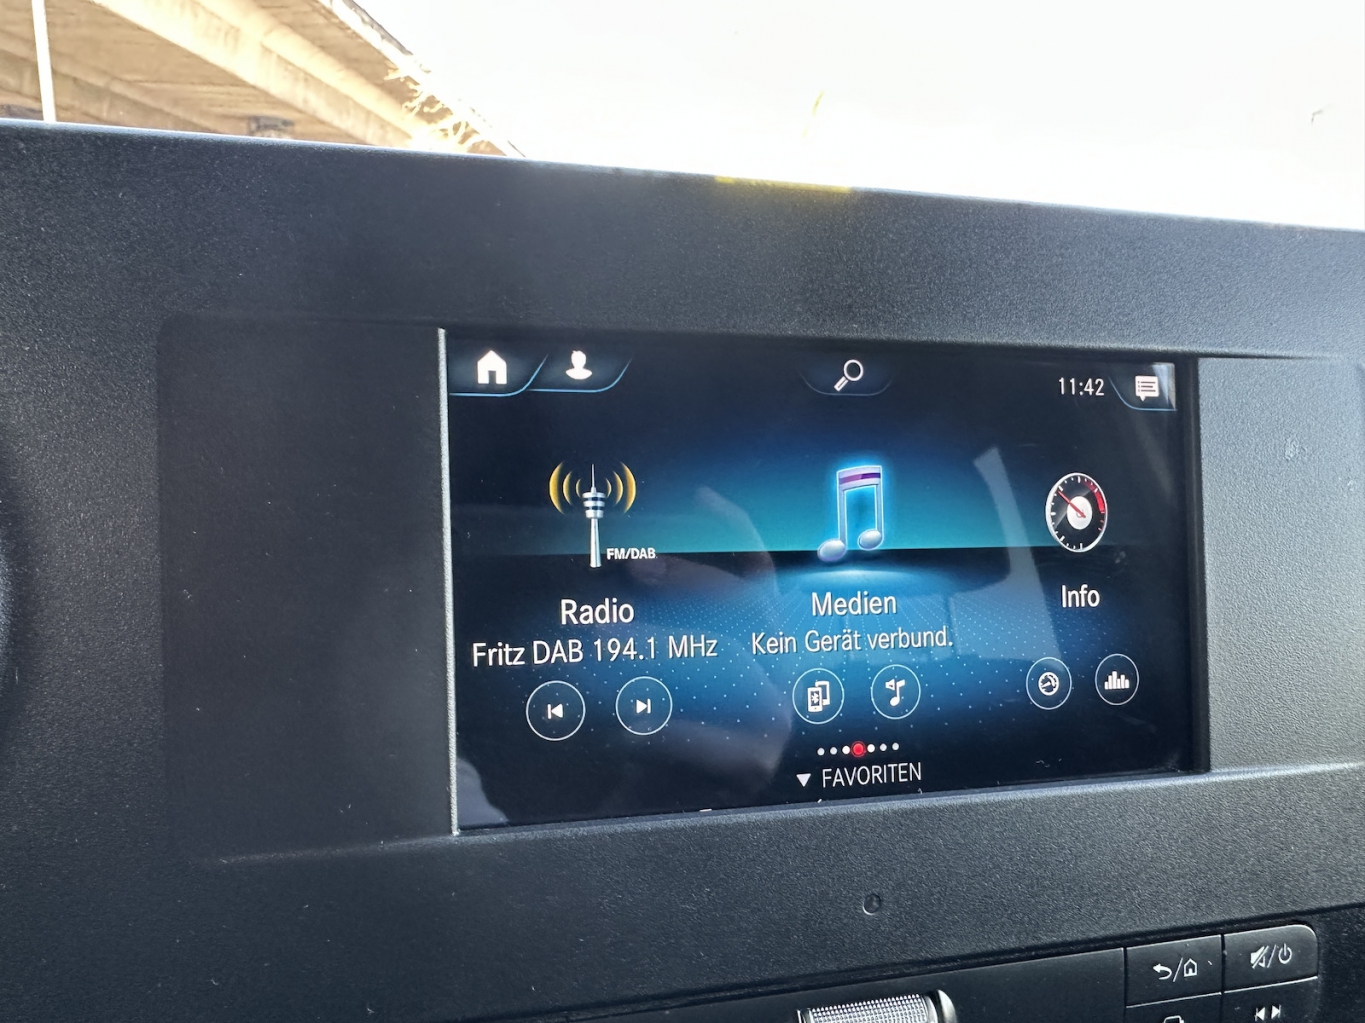 11:42
FM/DAB
Radio
Fritz DAB 194.1 MHz
Medien
Kein Gerät verbund.
Info
FAVORITEN